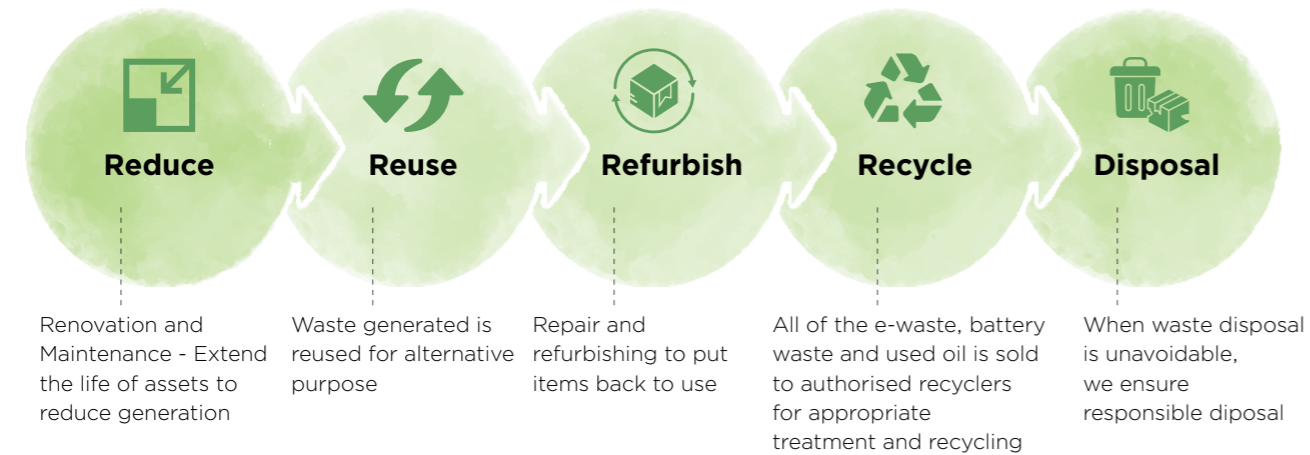 Reduce
Renovation and
Maintenance - Extend
the life of assets to
reduce generation
Reuse
Waste generated is
reused for alternative
purpose
Refurbish
Repair and
refurbishing to put
items back to use
Recycle
All of the e-waste, battery
waste and used oil is sold
to authorised recyclers
for appropriate
treatment and recycling
Disposal
When waste disposal
is unavoidable,
we ensure
responsible diposal